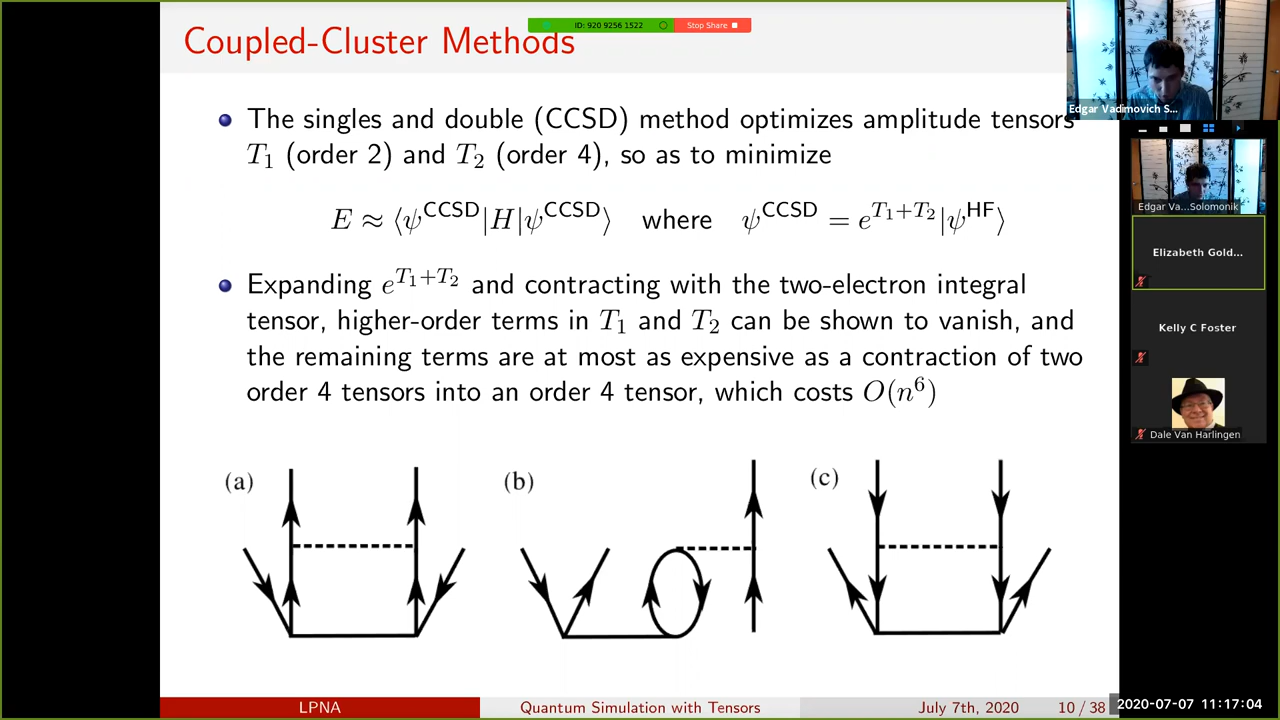 Coupled-Cluster Methods
ID: 920 9256 1522
Stop Share
The singles and double (CCSD) method optimizes amplitude tensors
T₁ (order 2) and T₂ (order 4), so as to minimize
E ≈ ⟨ψ^CCSD|H|ψ^CCSD⟩ where ψ^CCSD = e^{T₁+T₂}|ψ^HF⟩
Expanding e^{T₁+T₂} and contracting with the two-electron integral
tensor, higher-order terms in T₁ and T₂ can be shown to vanish, and
the remaining terms are at most as expensive as a contraction of two
order 4 tensors into an order 4 tensor, which costs O(n⁶)
(a)
(b)
(c)
LPNA
Quantum Simulation with Tensors
July 7th, 2020
10 / 38
Edgar Vadimovich S...
Edgar Va...Solomonik
Elizabeth Gold...
Kelly C Foster
Dale Van Harlingen
2020-07-07 11:17:04